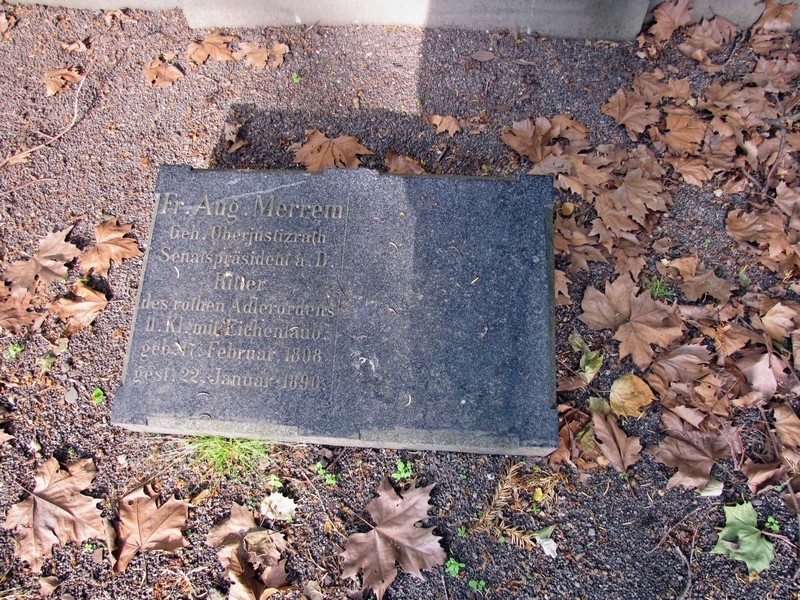 Fr. Aug. Merrem
Geh. Oberjustizrath
Senatspräsident a. D.
Ritter
des rothen Adlerordens
II. Kl. mit Eichenlaub.
geb. 17. Februar 1808
gest. 22. Januar 1890.